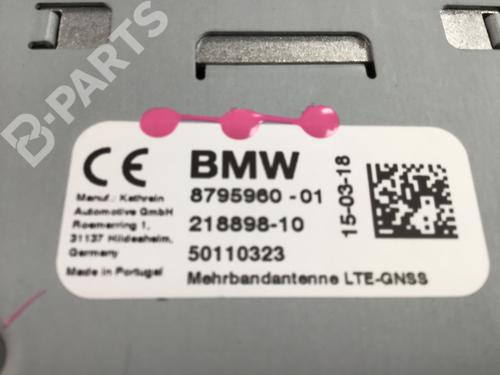 B-PARTS
CE
BMW
8795960 - 01
218898-10
50110323
Mehrbandantenne LTE-GNSS
15-03-18
Manuf.: Kathrein
Automotive GmbH
Roemerring 1,
31137 Hildesheim,
Germany
Made in Portugal